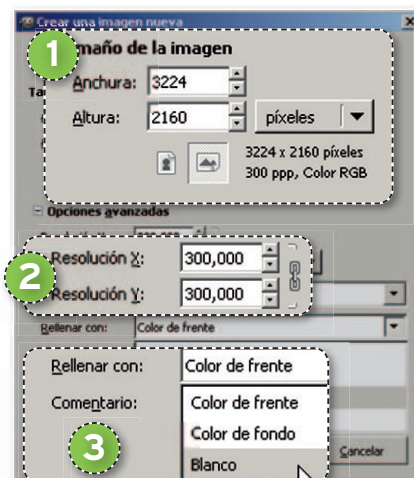 Crear una imagen nueva
1
maño de la imagen
Ta
Anchura: 3224
Altura: 2160 píxeles
3224 x 2160 píxeles
300 ppp, Color RGB
Opciones avanzadas
2
Resolución X: 300,000
Resolución Y: 300,000
Rellenar con: Color de frente
Rellenar con: Color de frente
Comentario: Color de frente
Color de fondo
3
Blanco
Cancelar